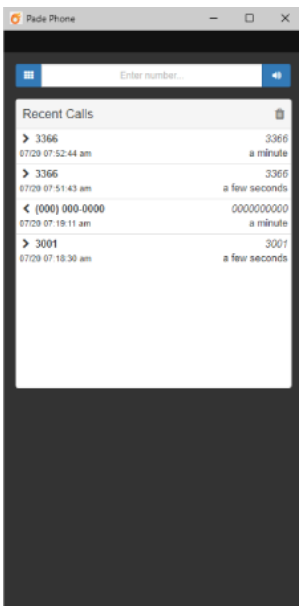 Pade Phone
Enter number...
Recent Calls
> 3366 3366
07/29 07:52:44 am a minute
> 3366 3366
07/29 07:51:43 am a few seconds
< (000) 000-0000 0000000000
07/29 07:19:11 am a minute
> 3001 3001
07/29 07:18:30 am a few seconds